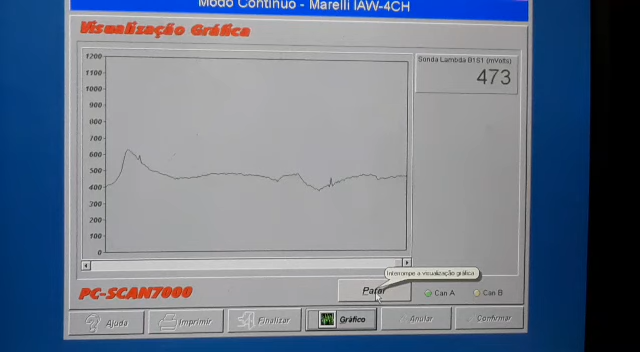 Modo Contínuo - Marelli IAW-4CH
Visualização Gráfica
Sonda Lambda B1S1 (mVolts)
473
1200
1100
1000
900
800
700
600
500
400
300
200
100
0
Interrompe a visualização gráfica
PC-SCAN7000
Parar
Can A
Can B
Ajuda
Imprimir
Finalizar
Gráfico
Anular
Confirmar